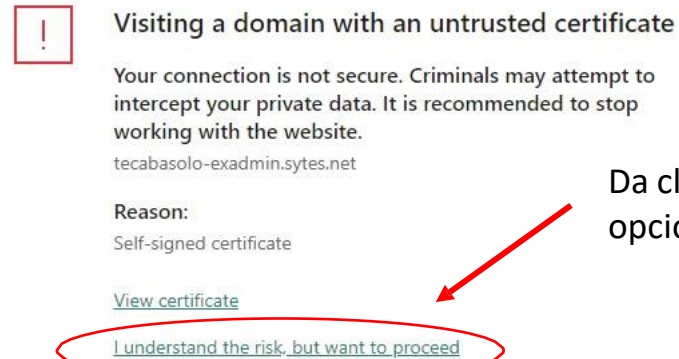 !
Visiting a domain with an untrusted certificate
Your connection is not secure. Criminals may attempt to
intercept your private data. It is recommended to stop
working with the website.
tecabasolo-exadmin.sytes.net
Reason:
Self-signed certificate
View certificate
I understand the risk, but want to proceed
Da